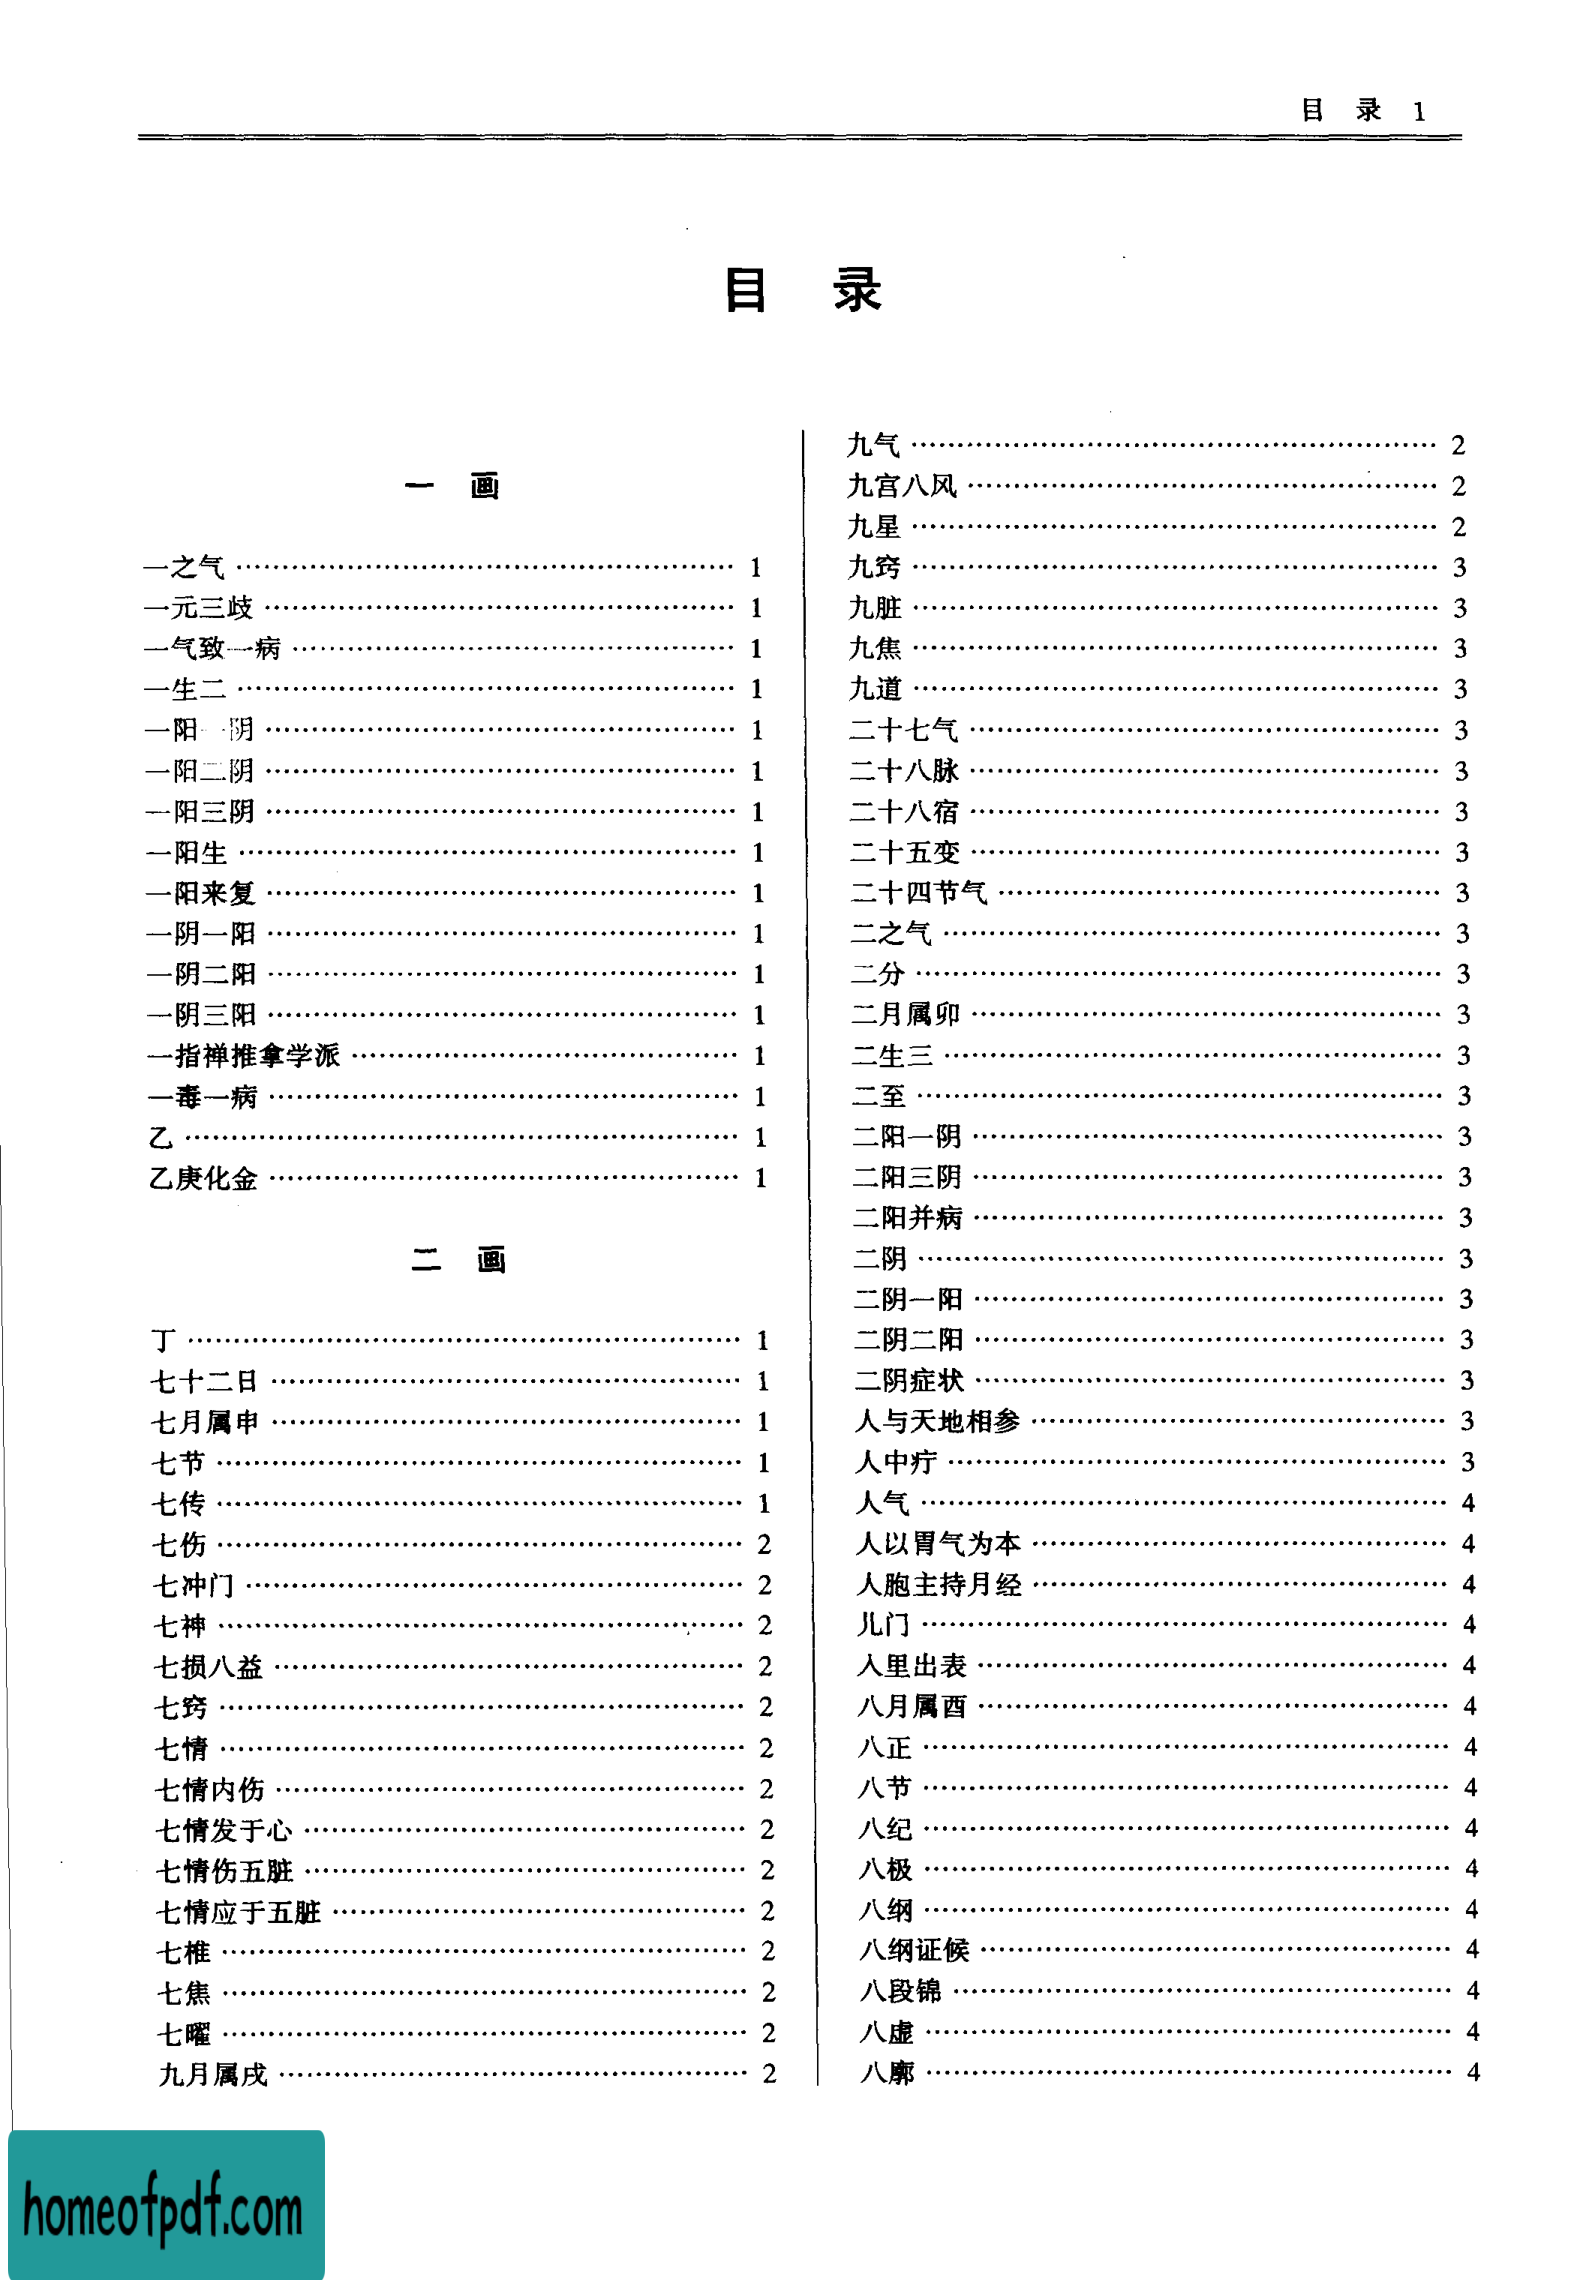 目 录 1
目 录
一 画
一之气 …… 1
一元三歧 …… 1
一气致一病 …… 1
一生二 …… 1
一阳一阴 …… 1
一阳二阴 …… 1
一阳三阴 …… 1
一阳生 …… 1
一阳来复 …… 1
一阴一阳 …… 1
一阴二阳 …… 1
一阴三阳 …… 1
一指禅推拿学派 …… 1
一毒一病 …… 1
乙 …… 1
乙庚化金 …… 1
二 画
丁 …… 1
七十二日 …… 1
七月属申 …… 1
七节 …… 1
七传 …… 1
七伤 …… 2
七冲门 …… 2
七神 …… 2
七损八益 …… 2
七窍 …… 2
七情 …… 2
七情内伤 …… 2
七情发于心 …… 2
七情伤五脏 …… 2
七情应于五脏 …… 2
七椎 …… 2
七焦 …… 2
七曜 …… 2
九月属戌 …… 2
九气 …… 2
九宫八风 …… 2
九星 …… 2
九窍 …… 3
九脏 …… 3
九焦 …… 3
九道 …… 3
二十七气 …… 3
二十八脉 …… 3
二十八宿 …… 3
二十五变 …… 3
二十四节气 …… 3
二之气 …… 3
二分 …… 3
二月属卯 …… 3
二生三 …… 3
二至 …… 3
二阳一阴 …… 3
二阳三阴 …… 3
二阳并病 …… 3
二阴 …… 3
二阴一阳 …… 3
二阴二阳 …… 3
二阴症状 …… 3
人与天地相参 …… 3
人中疔 …… 3
人气 …… 4
人以胃气为本 …… 4
人胞主持月经 …… 4
儿门 …… 4
入里出表 …… 4
八月属酉 …… 4
八正 …… 4
八节 …… 4
八纪 …… 4
八极 …… 4
八纲 …… 4
八纲证候 …… 4
八段锦 …… 4
八虚 …… 4
八廓 …… 4
homeofpdf.com